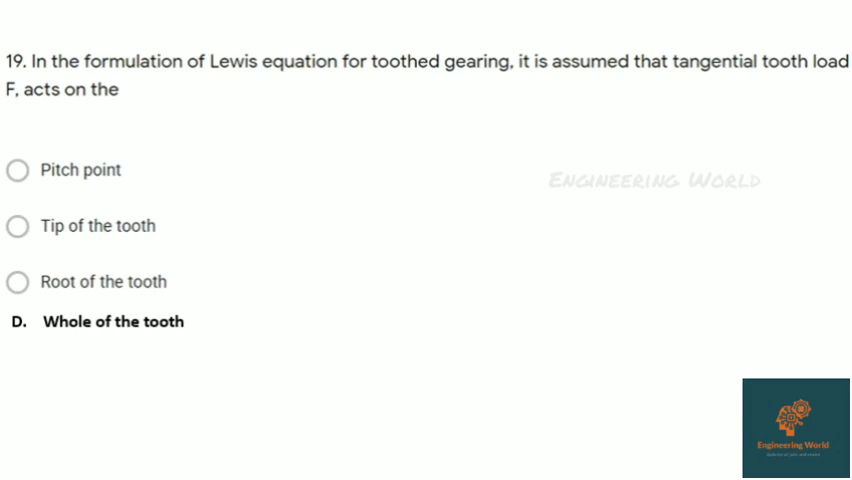 19. In the formulation of Lewis equation for toothed gearing, it is assumed that tangential tooth load
F, acts on the
Pitch point
ENGINEERING WORLD
Tip of the tooth
Root of the tooth
D. Whole of the tooth
Engineering World